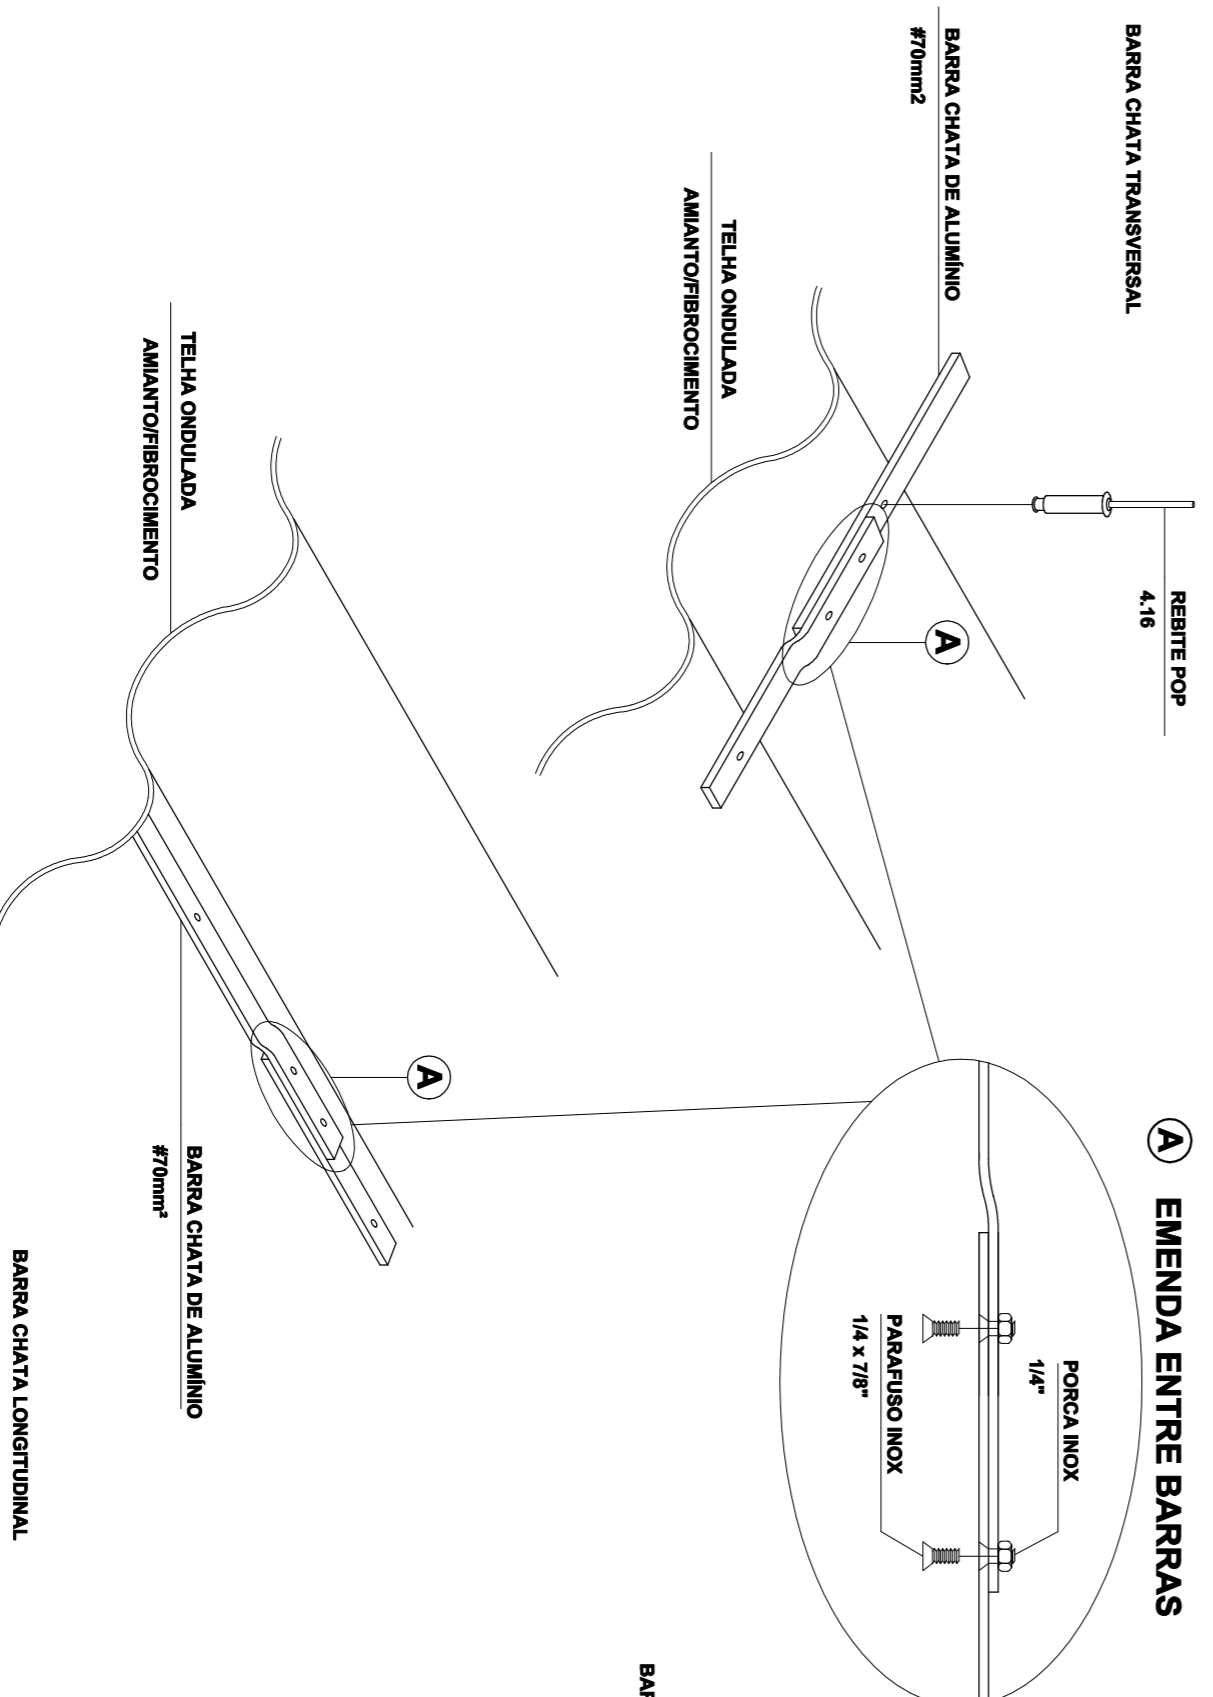 BARRA CHATA TRANSVERSAL
BARRA CHATA DE ALUMÍNIO
#70mm2
TELHA ONDULADA
AMIANTO/FIBROCIMENTO
REBITE POP
4.16
A
TELHA ONDULADA
AMIANTO/FIBROCIMENTO
A
BARRA CHATA DE ALUMÍNIO
#70mm²
BARRA CHATA LONGITUDINAL
A EMENDA ENTRE BARRAS
PORCA INOX
1/4"
PARAFUSO INOX
1/4 x 7/8"